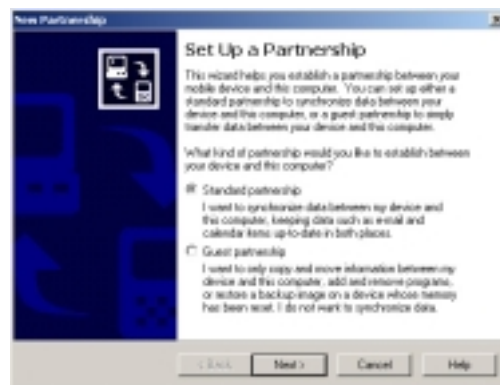 New Partnership
Set Up a Partnership
This wizard helps you establish a partnership between your
mobile device and this computer. You can set up either a
standard partnership to synchronize data between your
device and this computer, or a guest partnership to simply
transfer data between your device and this computer.
What kind of partnership would you like to establish between
your device and this computer?
Standard partnership
I want to synchronize data between my device and
this computer, keeping data such as e-mail and
calendar items up-to-date in both places.
Guest partnership
I want to only copy and move information between my
device and this computer, add and remove programs,
or restore a backup image on a device whose memory
has been reset. I do not want to synchronize data.
< Back
Next >
Cancel
Help